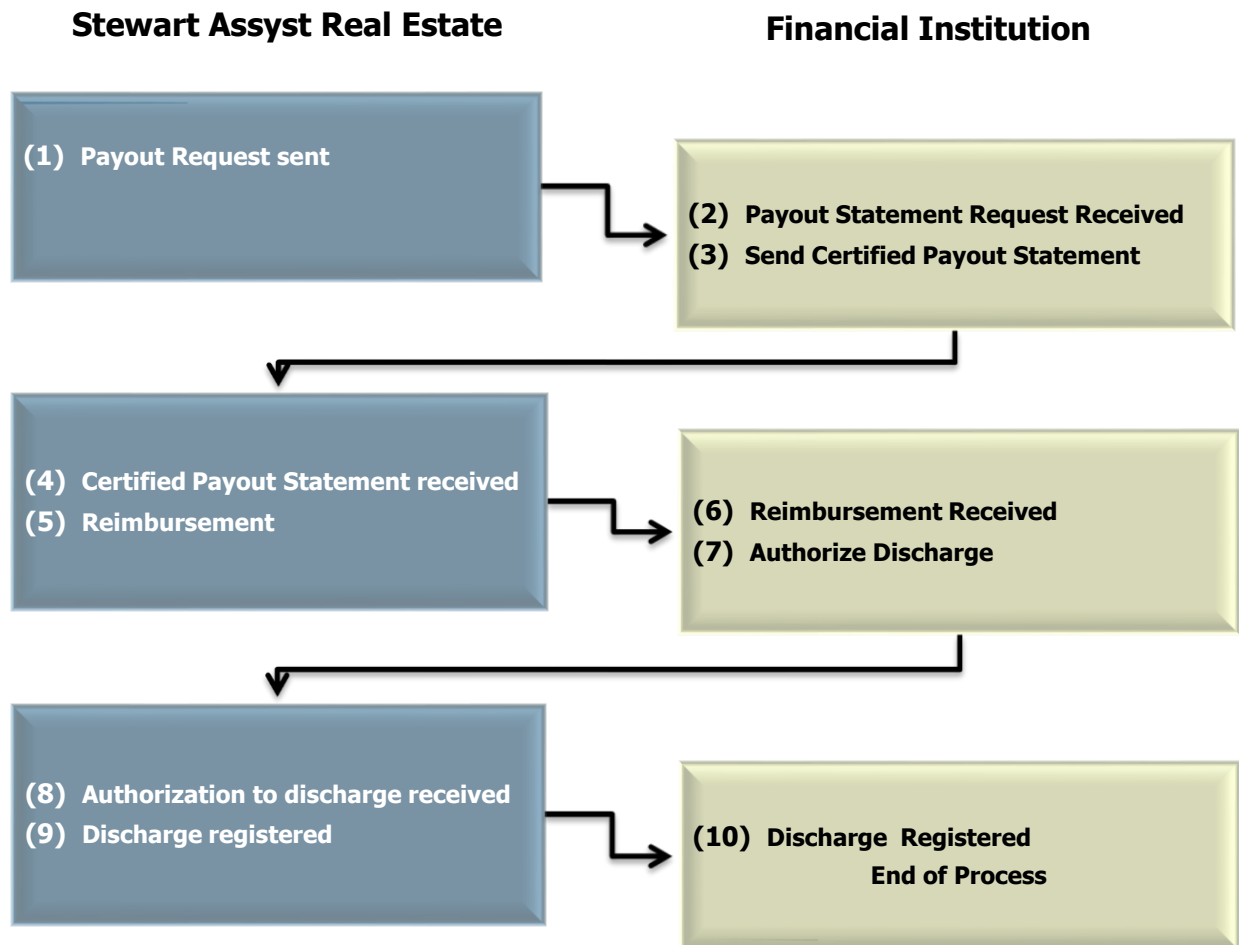 Stewart Assyst Real Estate
Financial Institution
(1) Payout Request sent
(2) Payout Statement Request Received
(3) Send Certified Payout Statement
(4) Certified Payout Statement received
(5) Reimbursement
(6) Reimbursement Received
(7) Authorize Discharge
(8) Authorization to discharge received
(9) Discharge registered
(10) Discharge Registered
End of Process